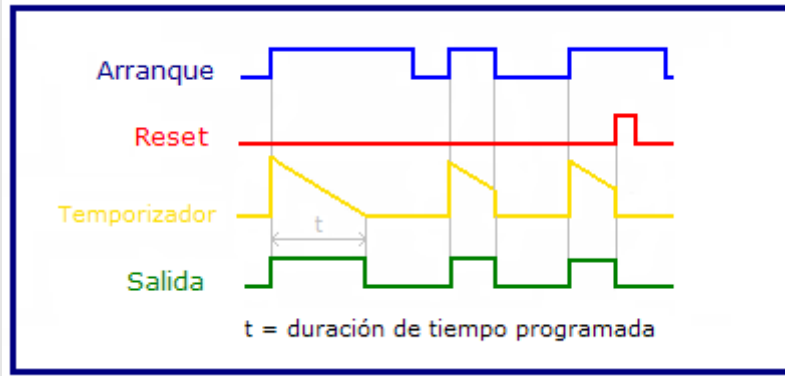 Arranque
Reset
Temporizador
t
Salida
t = duración de tiempo programada